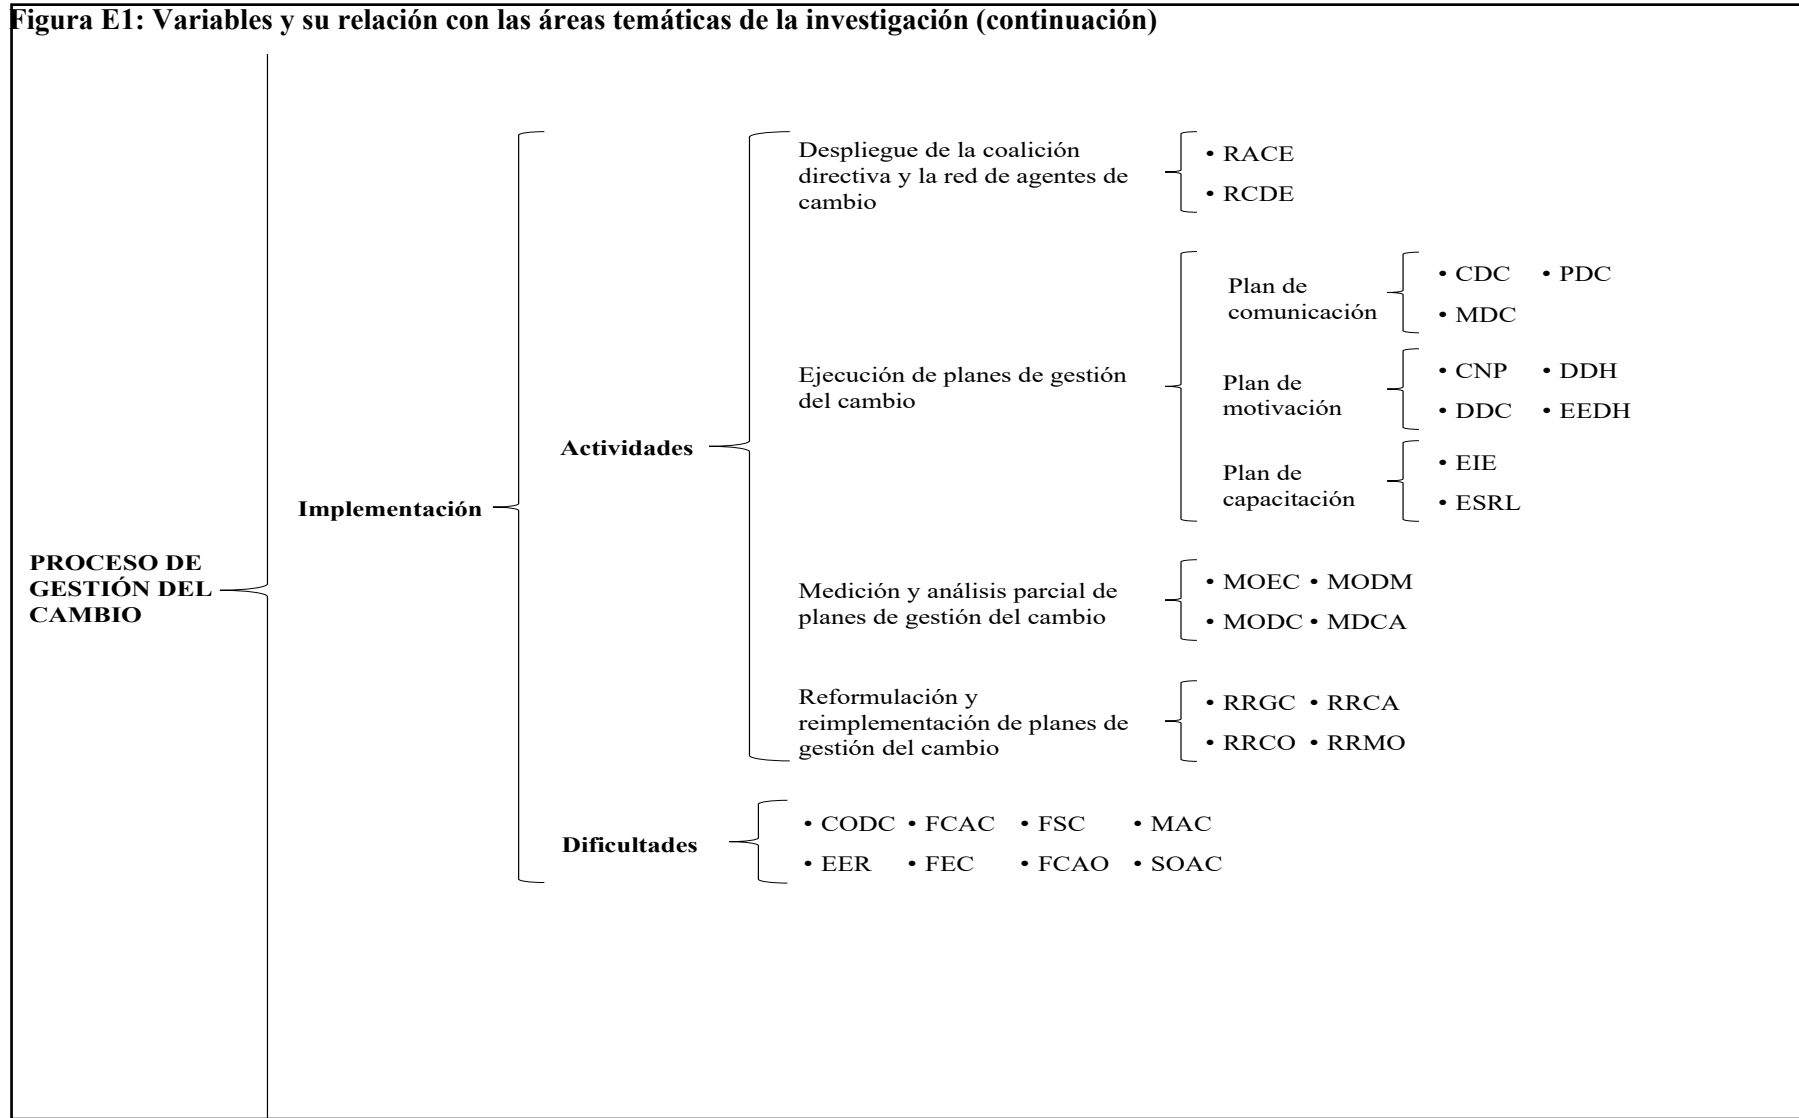 Figura E1: Variables y su relación con las áreas temáticas de la investigación (continuación)
PROCESO DE
GESTIÓN DEL
CAMBIO
Implementación
Actividades
Despliegue de la coalición
directiva y la red de agentes de
cambio
• RACE
• RCDE
Ejecución de planes de gestión
del cambio
Plan de
comunicación
• CDC • PDC
• MDC
Plan de
motivación
• CNP • DDH
• DDC • EEDH
Plan de
capacitación
• EIE
• ESRL
Medición y análisis parcial de
planes de gestión del cambio
• MOEC • MODM
• MODC • MDCA
Reformulación y
reimplementación de planes de
gestión del cambio
• RRGC • RRCA
• RRCO • RRMO
Dificultades
• CODC • FCAC • FSC • MAC
• EER • FEC • FCAO • SOAC